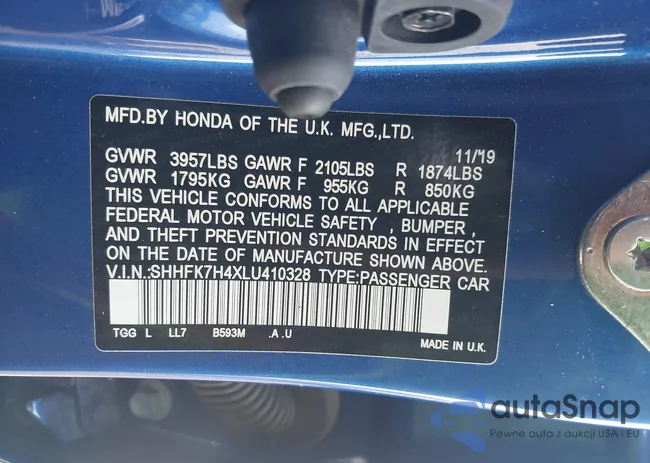 MFD.BY HONDA OF THE U.K. MFG.,LTD.
11/'19
GVWR 3957LBS GAWR F 2105LBS R 1874LBS
GVWR 1795KG GAWR F 955KG R 850KG
THIS VEHICLE CONFORMS TO ALL APPLICABLE
FEDERAL MOTOR VEHICLE SAFETY , BUMPER ,
AND THEFT PREVENTION STANDARDS IN EFFECT
ON THE DATE OF MANUFACTURE SHOWN ABOVE.
V.I.N.:SHHFK7H4XLU410328 TYPE:PASSENGER CAR
TGG L LL7 B593M .A .U
MADE IN U.K.
autoSnap
Pewne auta z aukcji USA i EU